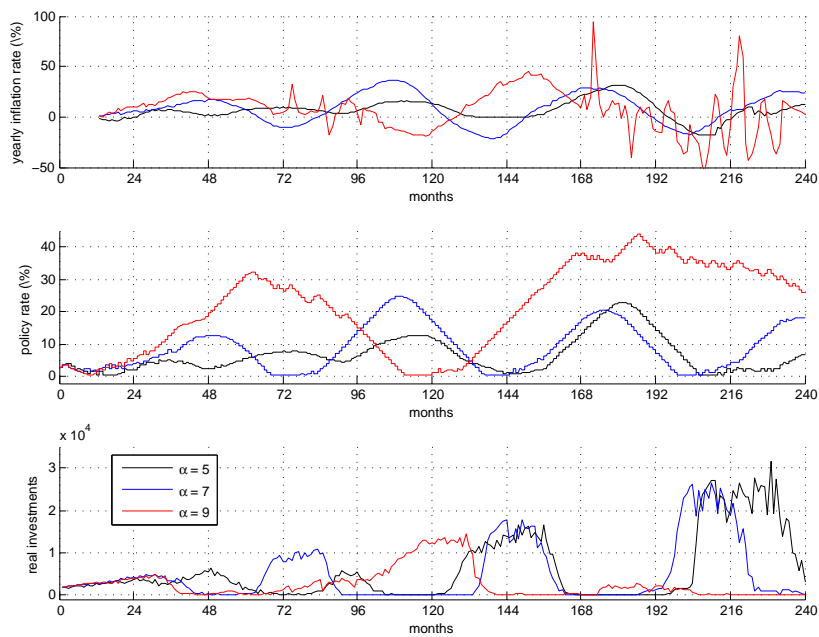 100
50
0
−50
yearly inflation rate (\%)
0 24 48 72 96 120 144 168 192 216 240
months
40
30
20
10
0
policy rate (\%)
0 24 48 72 96 120 144 168 192 216 240
months
x 10^4
3
2
1
0
real investments
α = 5
α = 7
α = 9
0 24 48 72 96 120 144 168 192 216 240
months